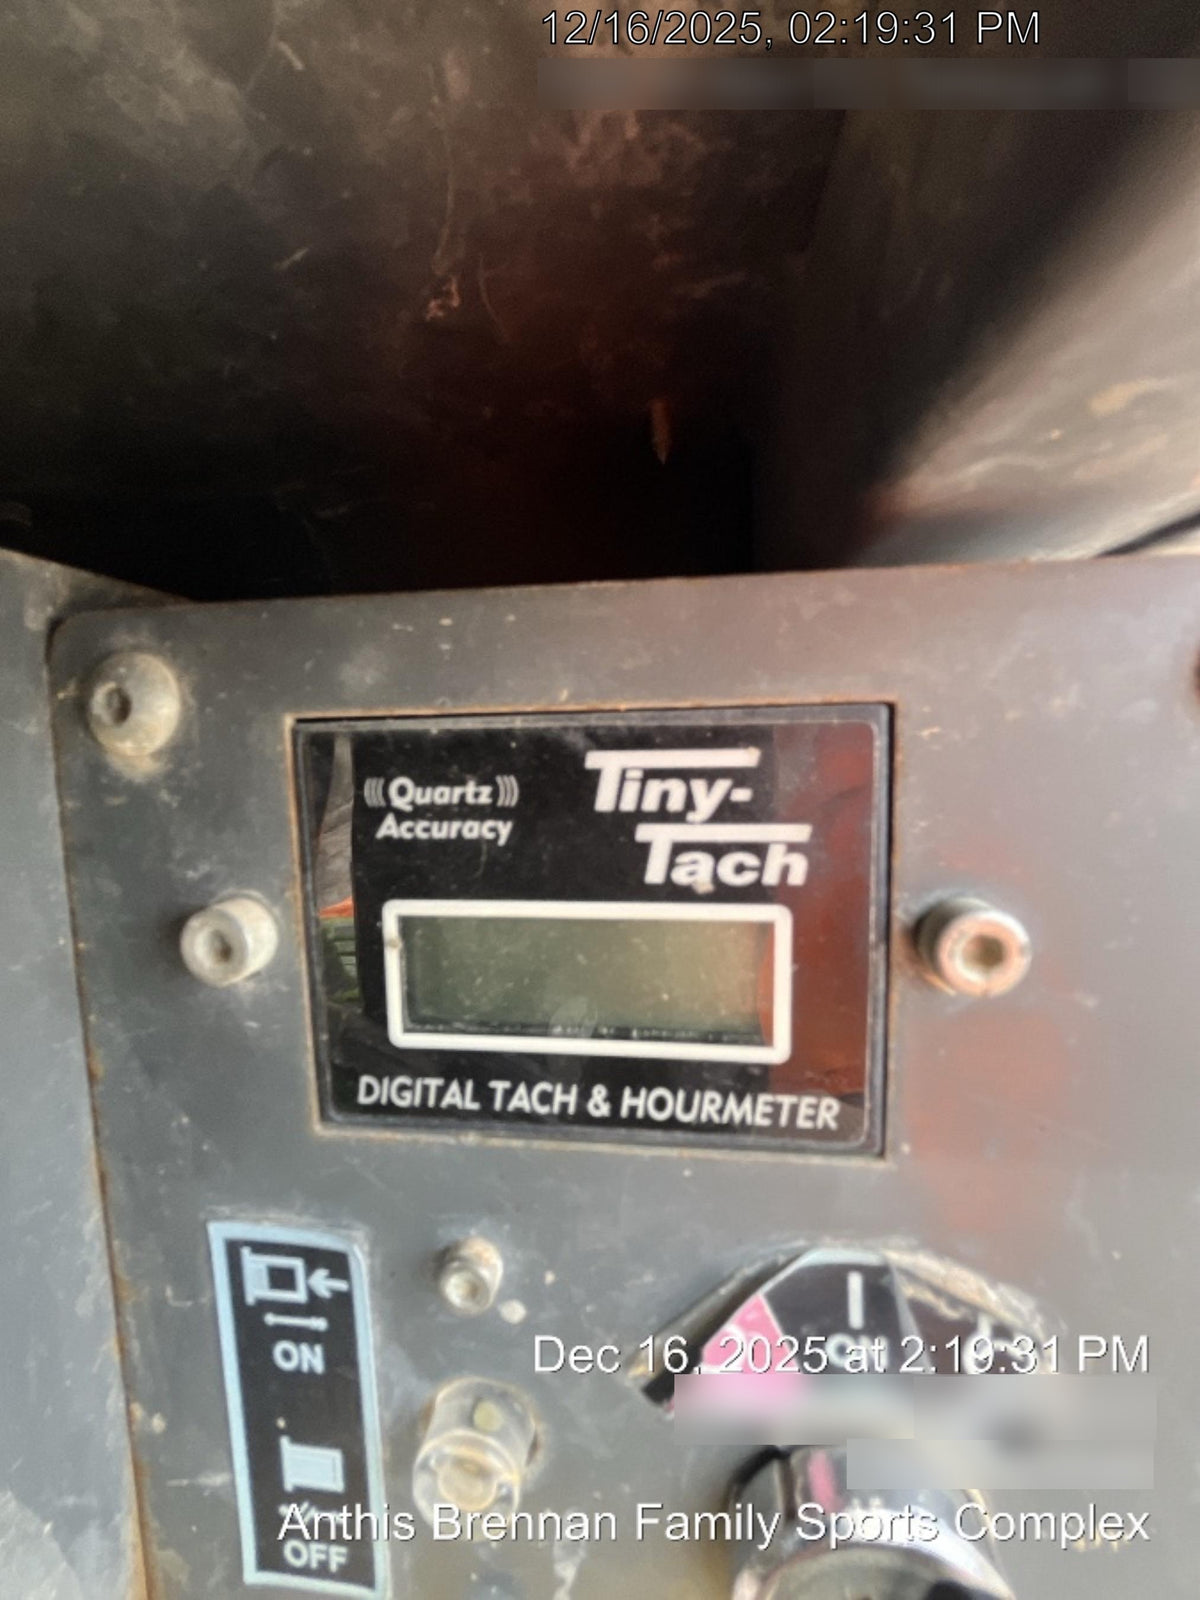 12/16/2025, 02:19:31 PM
Quartz
Accuracy
Tiny-
Tach
DIGITAL TACH & HOURMETER
ON
ON
Dec 16, 2025 at 2:19:31 PM
Anthis Brennan Family Sports Complex
OFF